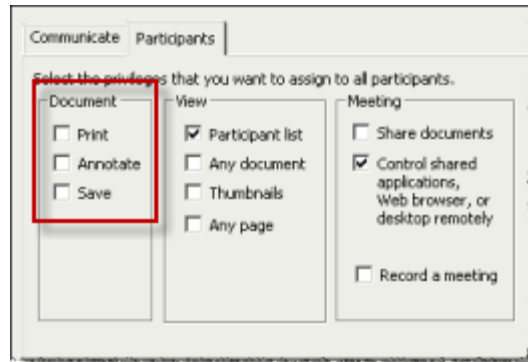 Communicate Participants
Select the privileges that you want to assign to all participants.
Document View Meeting
Print Participant list Share documents
Annotate Any document Control shared
applications,
Save Thumbnails Web browser, or
desktop remotely
Any page
Record a meeting